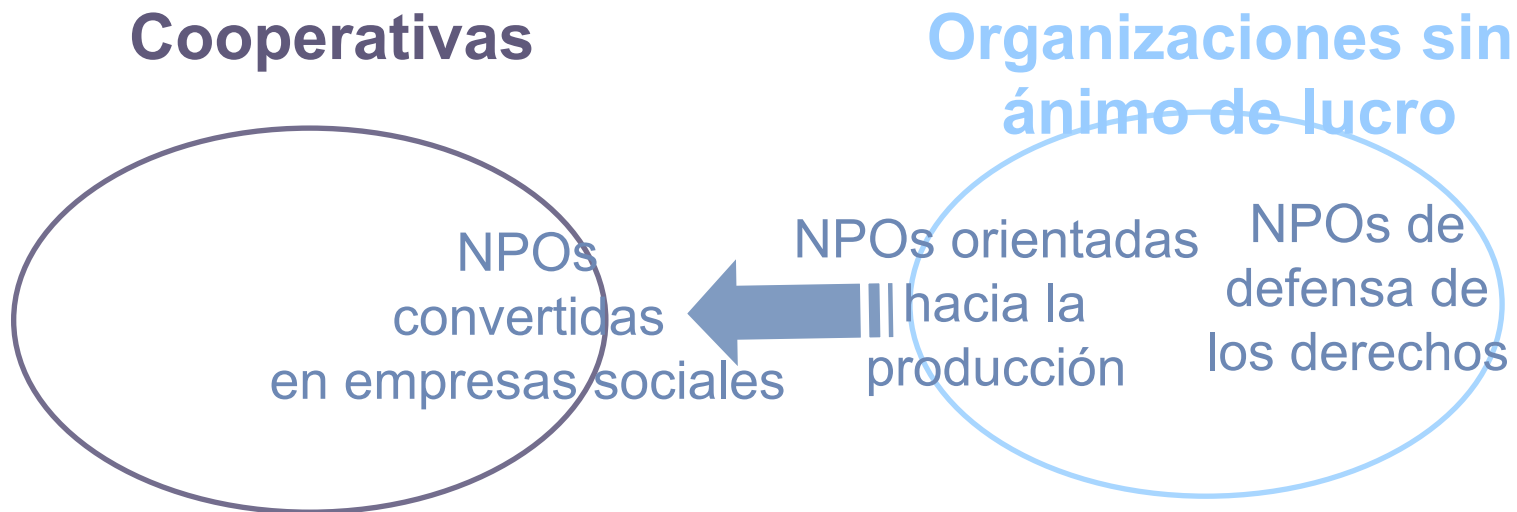 Cooperativas
Organizaciones sin
ánimo de lucro
NPOs
convertidas
en empresas sociales
NPOs orientadas
hacia la
producción
NPOs de
defensa de
los derechos